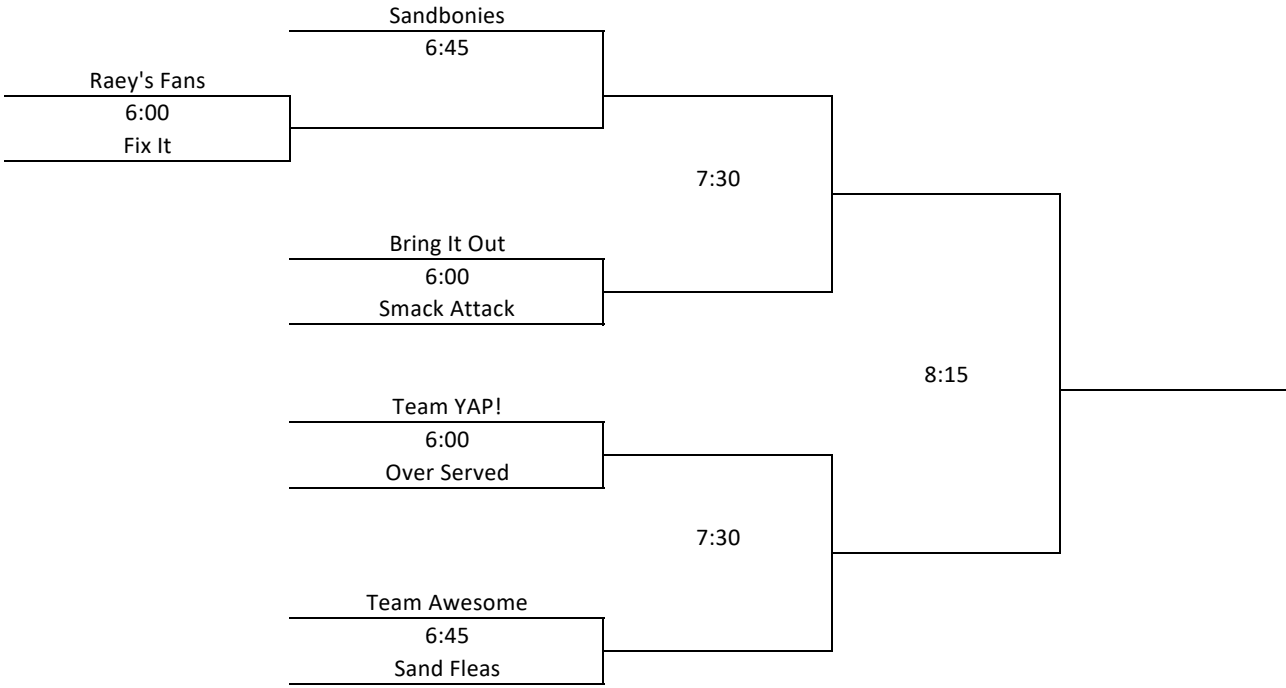 Sandbonies
6:45
Raey's Fans
6:00
Fix It
7:30
Bring It Out
6:00
Smack Attack
8:15
Team YAP!
6:00
Over Served
7:30
Team Awesome
6:45
Sand Fleas